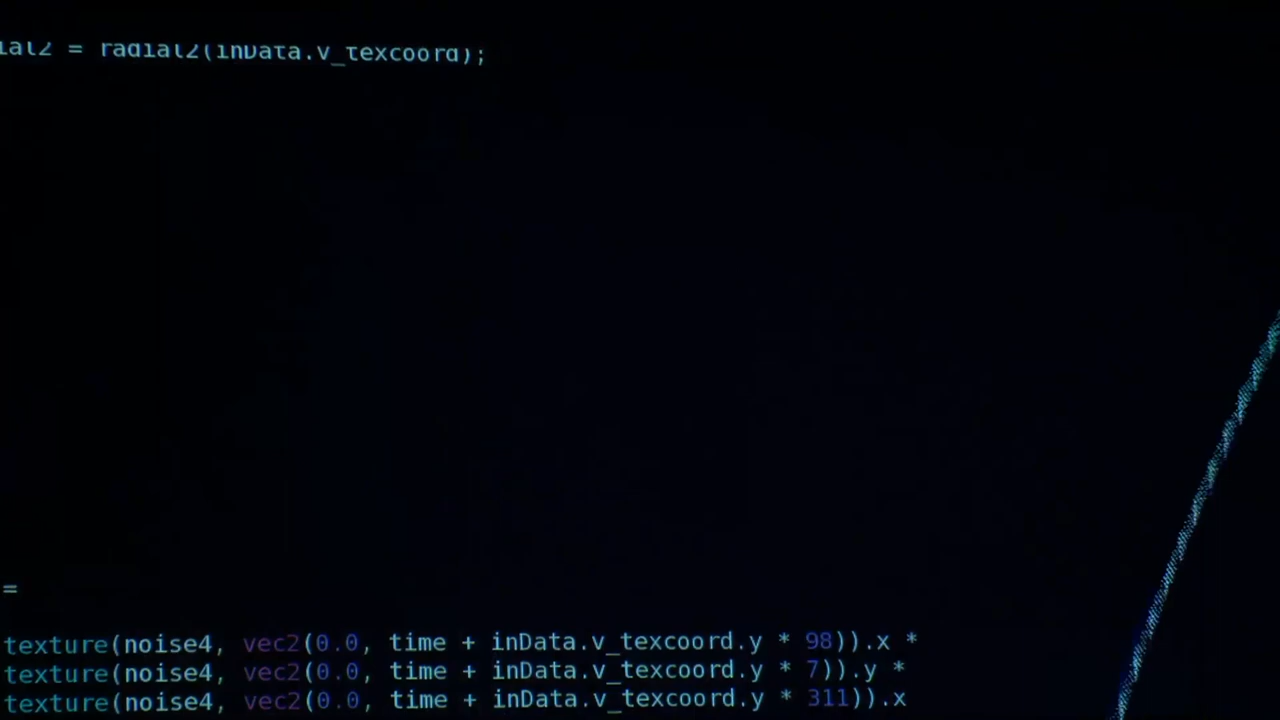 = radial2(inData.v_texcoord);
=
texture(noise4, vec2(0.0, time + inData.v_texcoord.y * 98)).x *
texture(noise4, vec2(0.0, time + inData.v_texcoord.y * 7)).y *
texture(noise4, vec2(0.0, time + inData.v_texcoord.y * 311)).x